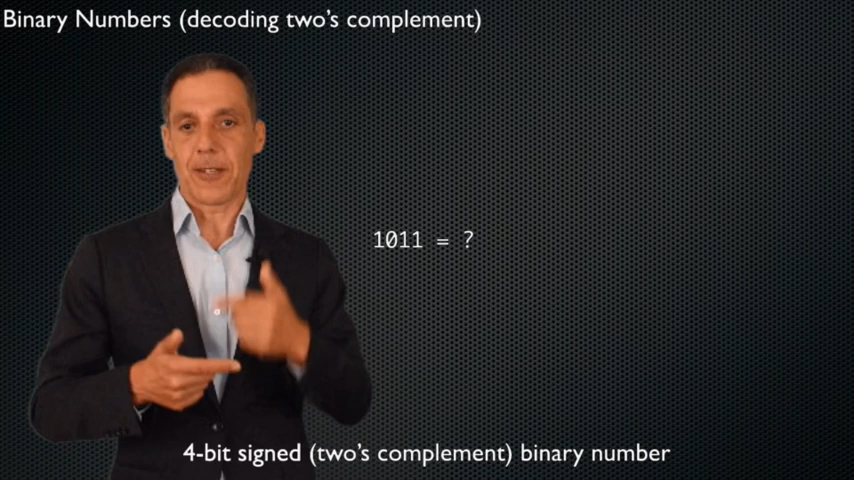 Binary Numbers (decoding two’s complement)
1011 = ?
4-bit signed (two’s complement) binary number